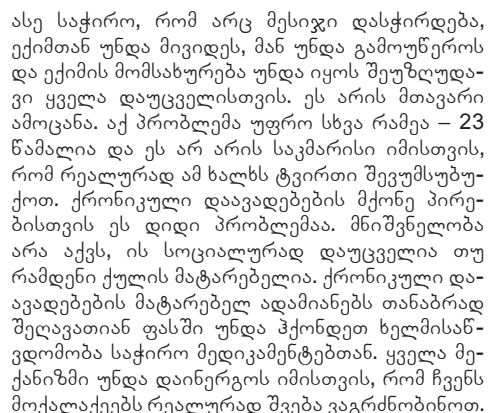 ასე საჭირო, რომ არც მესიჯი დასჭირდება,
ექიმთან უნდა მივიდეს, მან უნდა გამოუწეროს
და ექიმის მომსახურება უნდა იყოს შეუზღუდა-
ვი ყველა დაუცველისთვის. ეს არის მთავარი
ამოცანა. აქ პრობლემა უფრო სხვა რამეა – 23
წამალია და ეს არ არის საკმარისი იმისთვის,
რომ რეალურად ამ ხალხს ტვირთი შევუმსუბუ-
ქოთ. ქრონიკული დაავადებების მქონე პირე-
ბისთვის ეს დიდი პრობლემაა. მნიშვნელობა
არა აქვს, ის სოციალურად დაუცველია თუ
რამდენი ქულის მატარებელია. ქრონიკული და-
ავადებების მატარებელ ადამიანებს თანაბრად
შეღავათიან ფასში უნდა ჰქონდეთ ხელმისაწ-
ვდომობა საჭირო მედიკამენტებთან. ყველა მე-
ქანიზმი უნდა დაინერგოს იმისთვის, რომ ჩვენს
მოქალაქეებს რეალურად შვება ვაგრძნობინოთ.